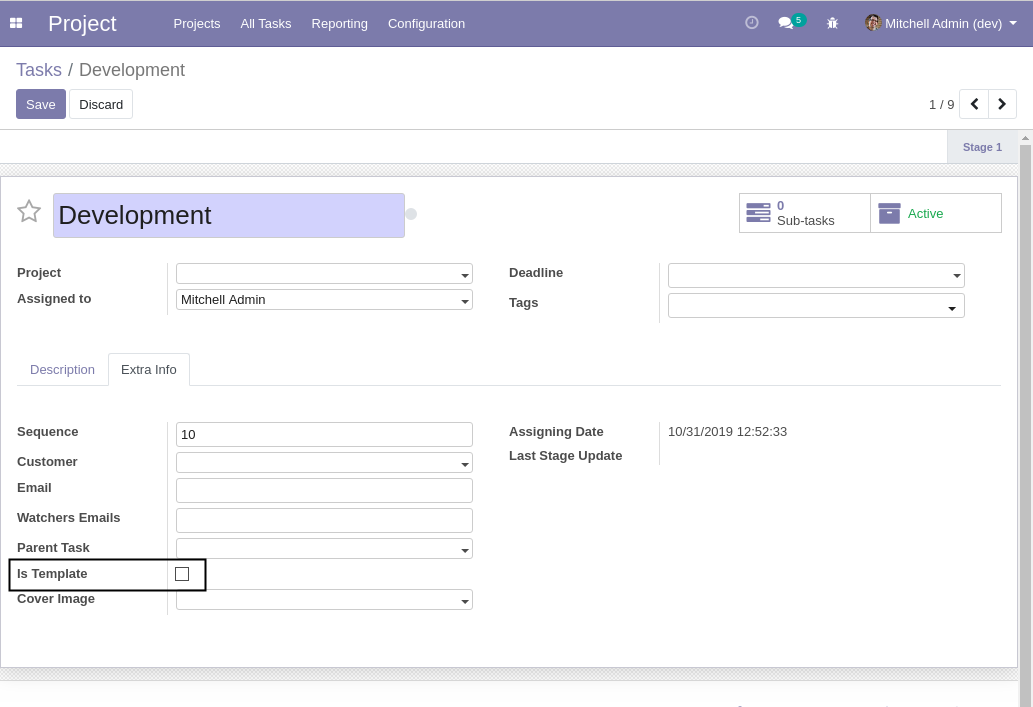 Project Projects All Tasks Reporting Configuration 5 Mitchell Admin (dev)
Tasks / Development
Save Discard 1 / 9
Stage 1
Development 0 Sub-tasks Active
Project Deadline
Assigned to Mitchell Admin Tags
Description Extra Info
Sequence 10 Assigning Date 10/31/2019 12:52:33
Customer Last Stage Update
Email
Watchers Emails
Parent Task
Is Template
Cover Image